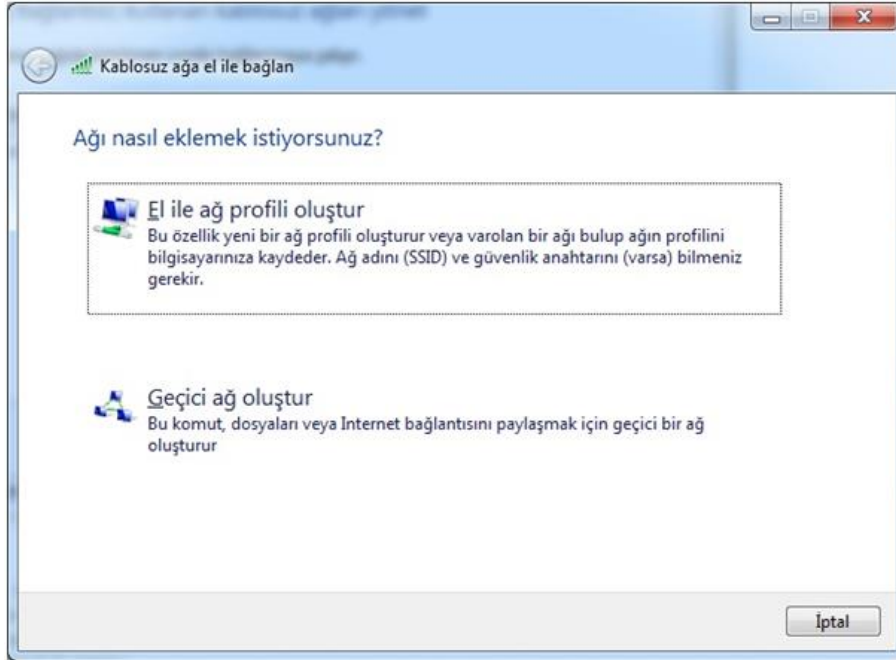 Kablosuz ağa el ile bağlan
Ağı nasıl eklemek istiyorsunuz?
El ile ağ profili oluştur
Bu özellik yeni bir ağ profili oluşturur veya varolan bir ağı bulup ağın profilini
bilgisayarınıza kaydeder. Ağ adını (SSID) ve güvenlik anahtarını (varsa) bilmeniz
gerekir.
Geçici ağ oluştur
Bu komut, dosyaları veya Internet bağlantısını paylaşmak için geçici bir ağ
oluşturur
İptal